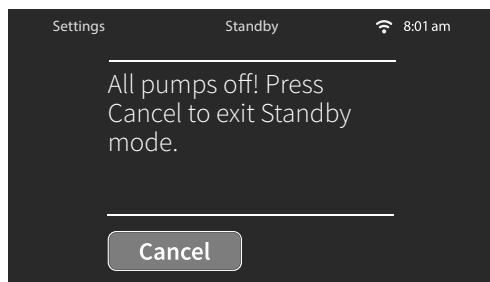 Settings Standby 8:01 am
All pumps off! Press
Cancel to exit Standby
mode.
Cancel